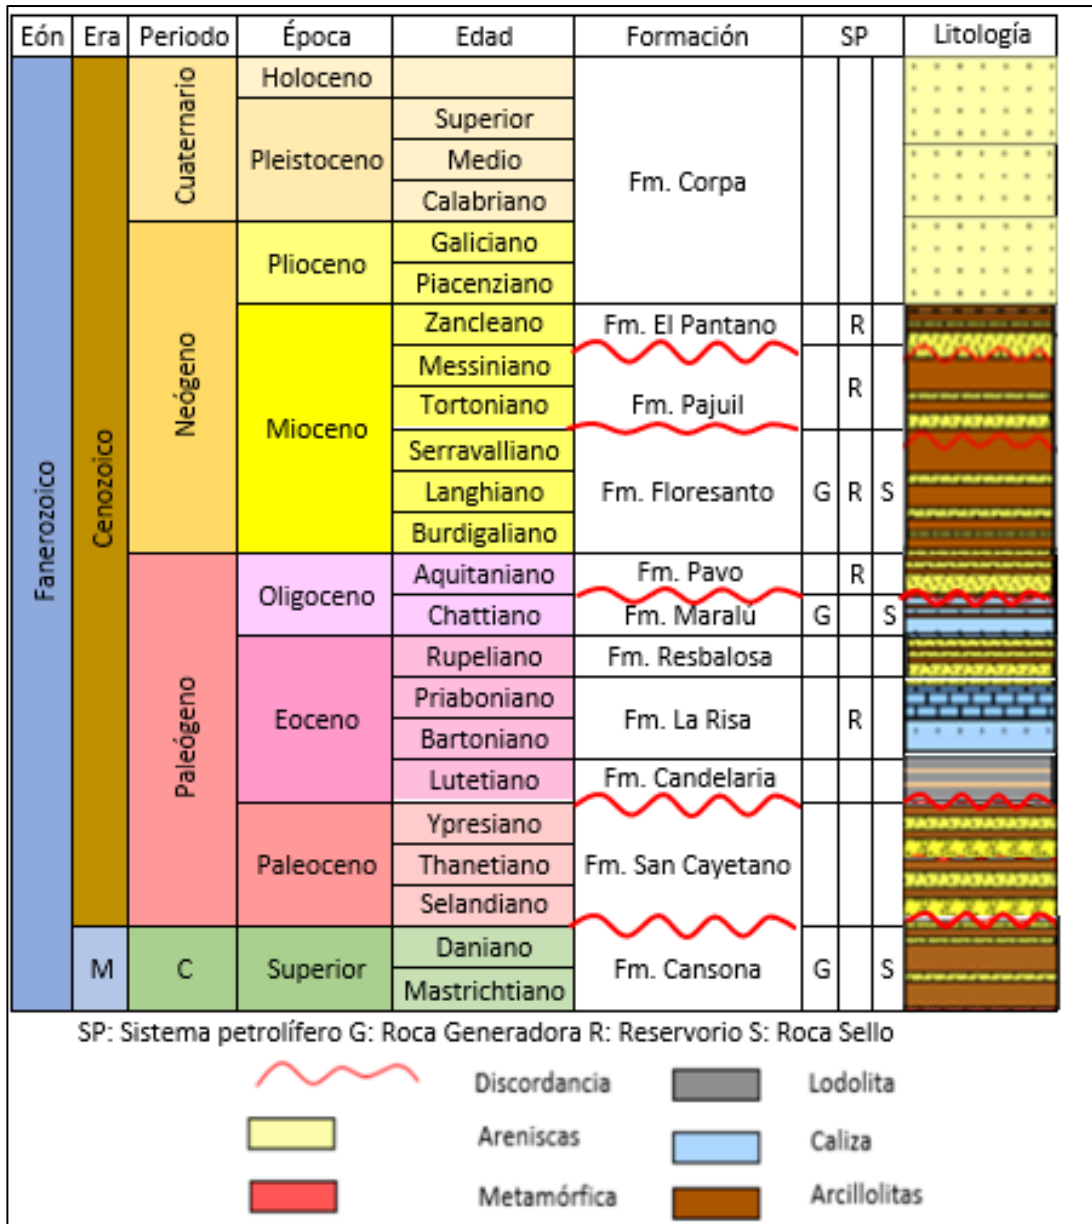 Eón Era Periodo Época Edad Formación SP Litología
Fanerozoico
Cenozoico
Cuaternario
Holoceno
Pleistoceno
Superior
Medio
Calabriano
Fm. Corpa
Neógeno
Plioceno
Galiciano
Piacenziano
Mioceno
Zancleano Fm. El Pantano R
Messiniano
Tortoniano
Fm. Pajuil R
Serravalliano
Langhiano
Burdigaliano
Fm. Floresanto G R S
Paleógeno
Oligoceno
Aquitaniano Fm. Pavo R
Chattiano Fm. Maralú G S
Eoceno
Rupeliano Fm. Resbalosa
Priaboniano
Bartoniano
Fm. La Risa R
Lutetiano Fm. Candelaria
Paleoceno
Ypresiano
Thanetiano
Selandiano
Fm. San Cayetano
M C Superior
Daniano
Mastrichtiano
Fm. Cansona G S
SP: Sistema petrolífero G: Roca Generadora R: Reservorio S: Roca Sello
Discordancia Lodolita
Areniscas Caliza
Metamórfica Arcillolitas